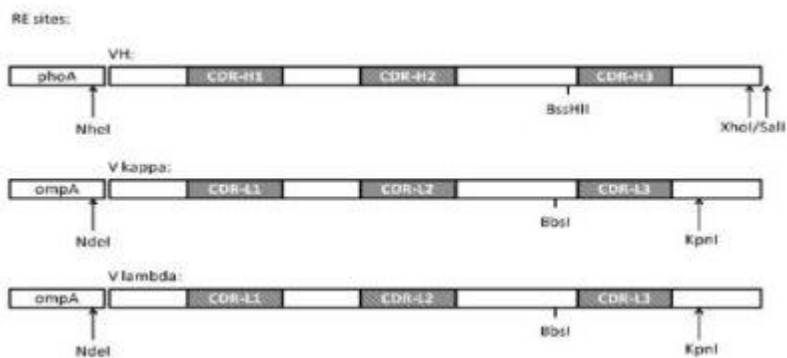 RE sites:
VH:
phoA CDR-H1 CDR-H2 CDR-H3
NheI BssHII XhoI/SalI
V kappa:
ompA CDR-L1 CDR-L2 CDR-L3
NdeI BbsI KpnI
V lambda:
ompA CDR-L1 CDR-L2 CDR-L3
NdeI BbsI KpnI